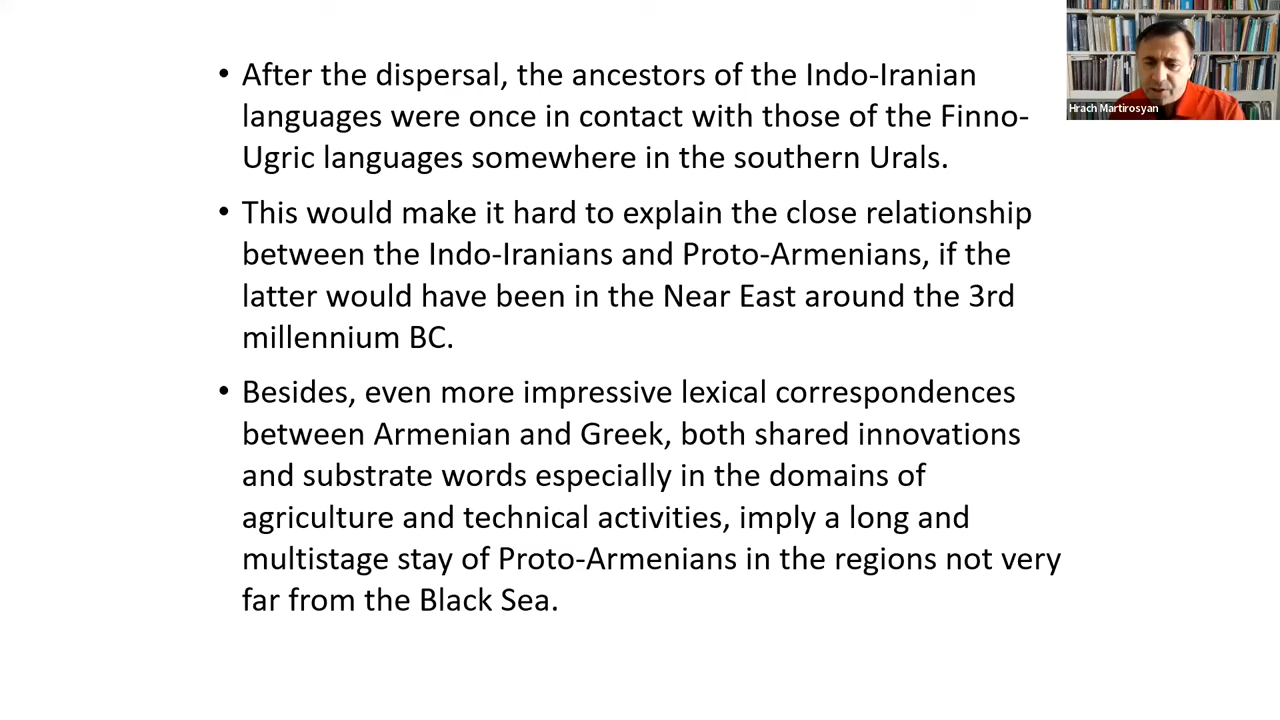 • After the dispersal, the ancestors of the Indo-Iranian
languages were once in contact with those of the Finno-
Ugric languages somewhere in the southern Urals.
• This would make it hard to explain the close relationship
between the Indo-Iranians and Proto-Armenians, if the
latter would have been in the Near East around the 3rd
millennium BC.
• Besides, even more impressive lexical correspondences
between Armenian and Greek, both shared innovations
and substrate words especially in the domains of
agriculture and technical activities, imply a long and
multistage stay of Proto-Armenians in the regions not very
far from the Black Sea.
Hrach Martirosyan